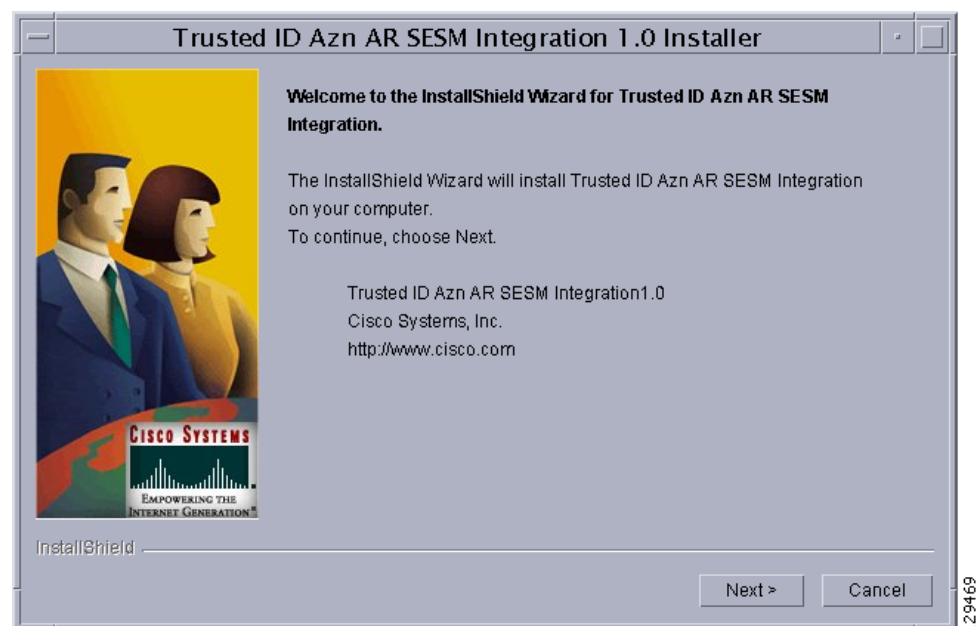 Trusted ID Azn AR SESM Integration 1.0 Installer
Welcome to the InstallShield Wizard for Trusted ID Azn AR SESM
Integration.
The InstallShield Wizard will install Trusted ID Azn AR SESM Integration
on your computer.
To continue, choose Next.
Trusted ID Azn AR SESM Integration1.0
Cisco Systems, Inc.
http://www.cisco.com
CISCO SYSTEMS
EMPOWERING THE
INTERNET GENERATION
InstallShield
Next >
Cancel
29469